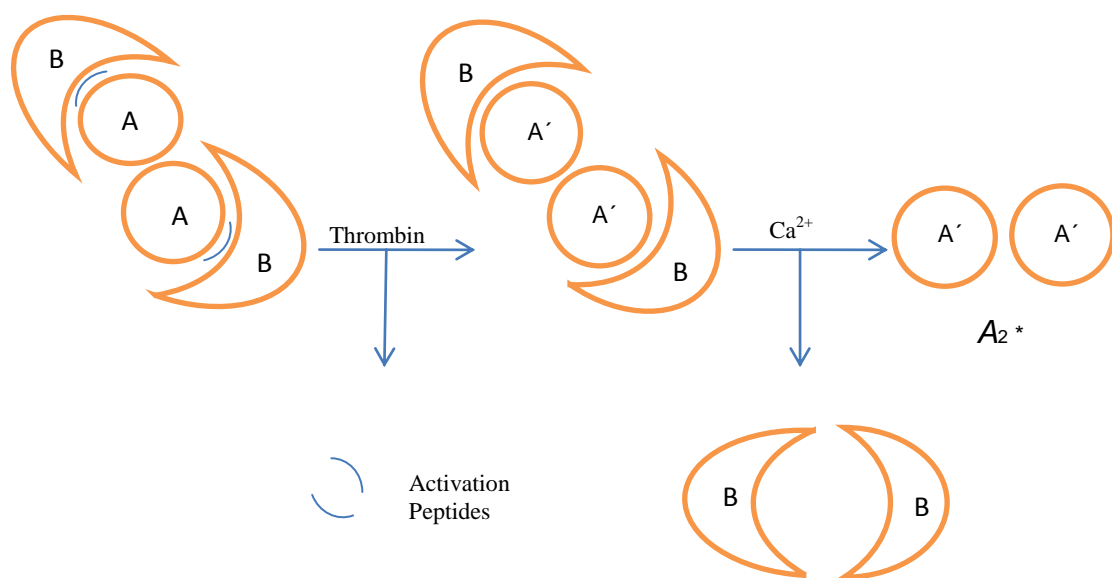 B
B
A
A´
A
A´
A´
A´
Thrombin
Ca²⁺
B
B
A₂ *
Activation
Peptides
B
B